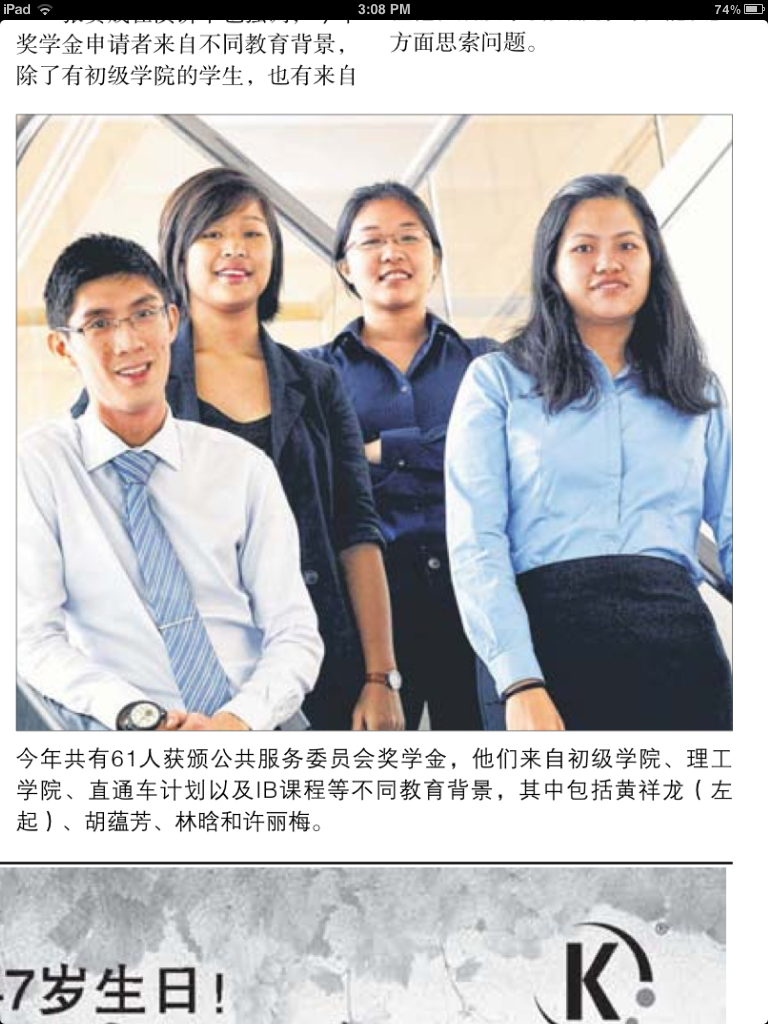 iPad
3:08 PM
74%
奖学金申请者来自不同教育背景，
除了有初级学院的学生，也有来自
方面思索问题。
今年共有61人获颁公共服务委员会奖学金，他们来自初级学院、理工
学院、直通车计划以及IB课程等不同教育背景，其中包括黄祥龙（左
起）、胡蕴芳、林晗和许丽梅。
7岁生日！
K®